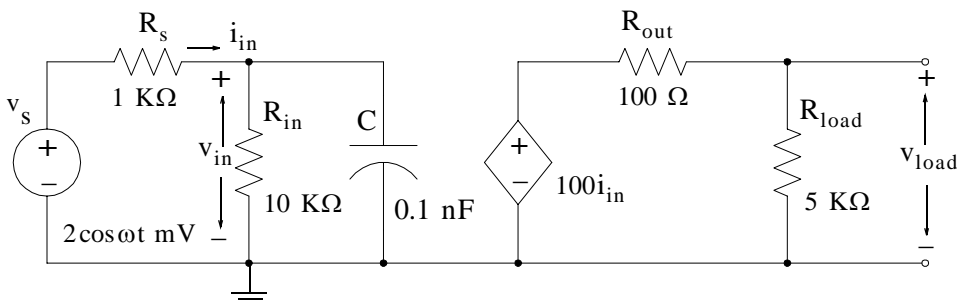 R_s
i_in
1 KΩ
v_s
+
−
2cosωt mV
+
v_in
−
R_in
10 KΩ
C
0.1 nF
+
−
100i_in
R_out
100 Ω
R_load
5 KΩ
+
v_load
−